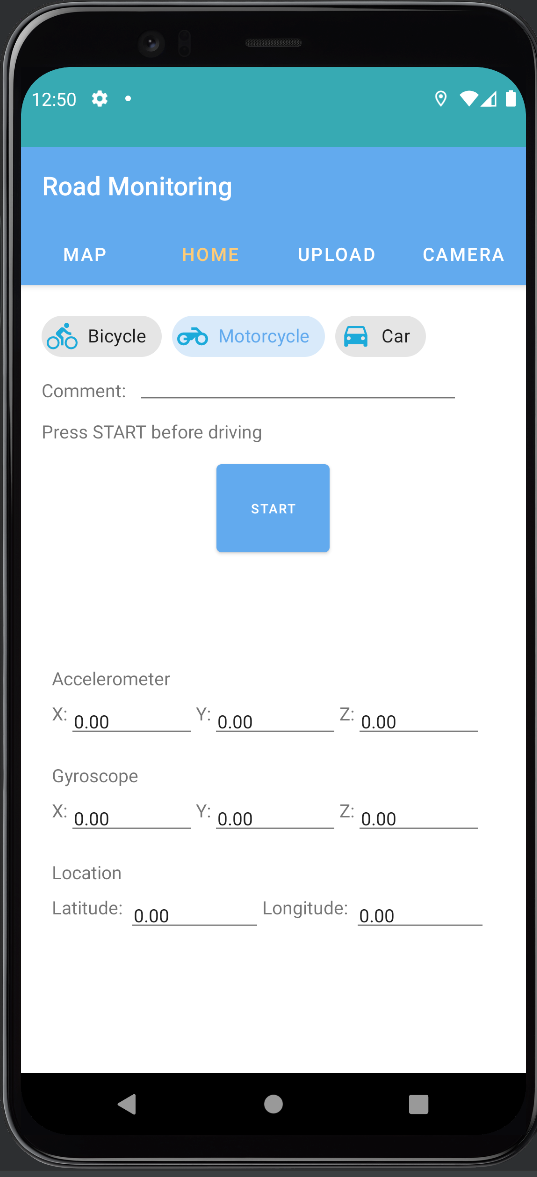 12:50
Road Monitoring
MAP HOME UPLOAD CAMERA
Bicycle Motorcycle Car
Comment:
Press START before driving
START
Accelerometer
X: 0.00 Y: 0.00 Z: 0.00
Gyroscope
X: 0.00 Y: 0.00 Z: 0.00
Location
Latitude: 0.00 Longitude: 0.00